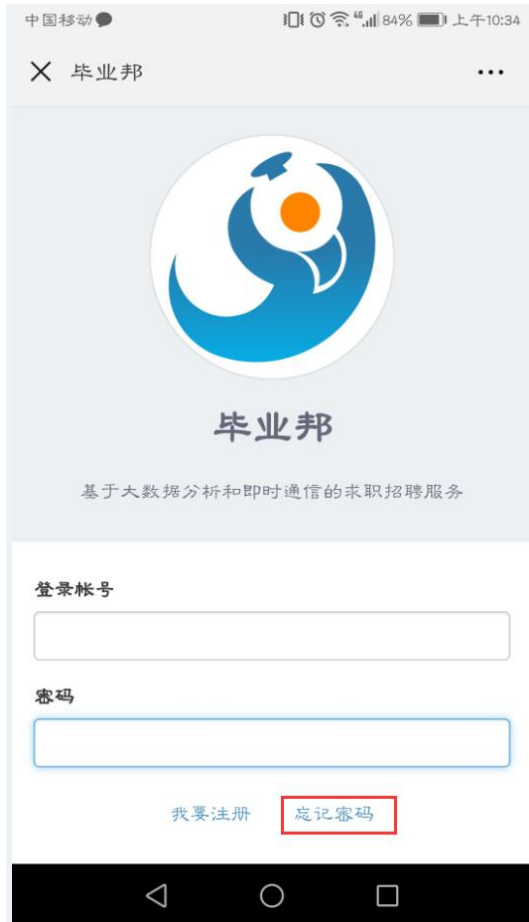 中国移动 46 84% 上午10:34
毕业邦
毕业邦
基于大数据分析和即时通信的求职招聘服务
登录帐号
密码
我要注册 忘记密码